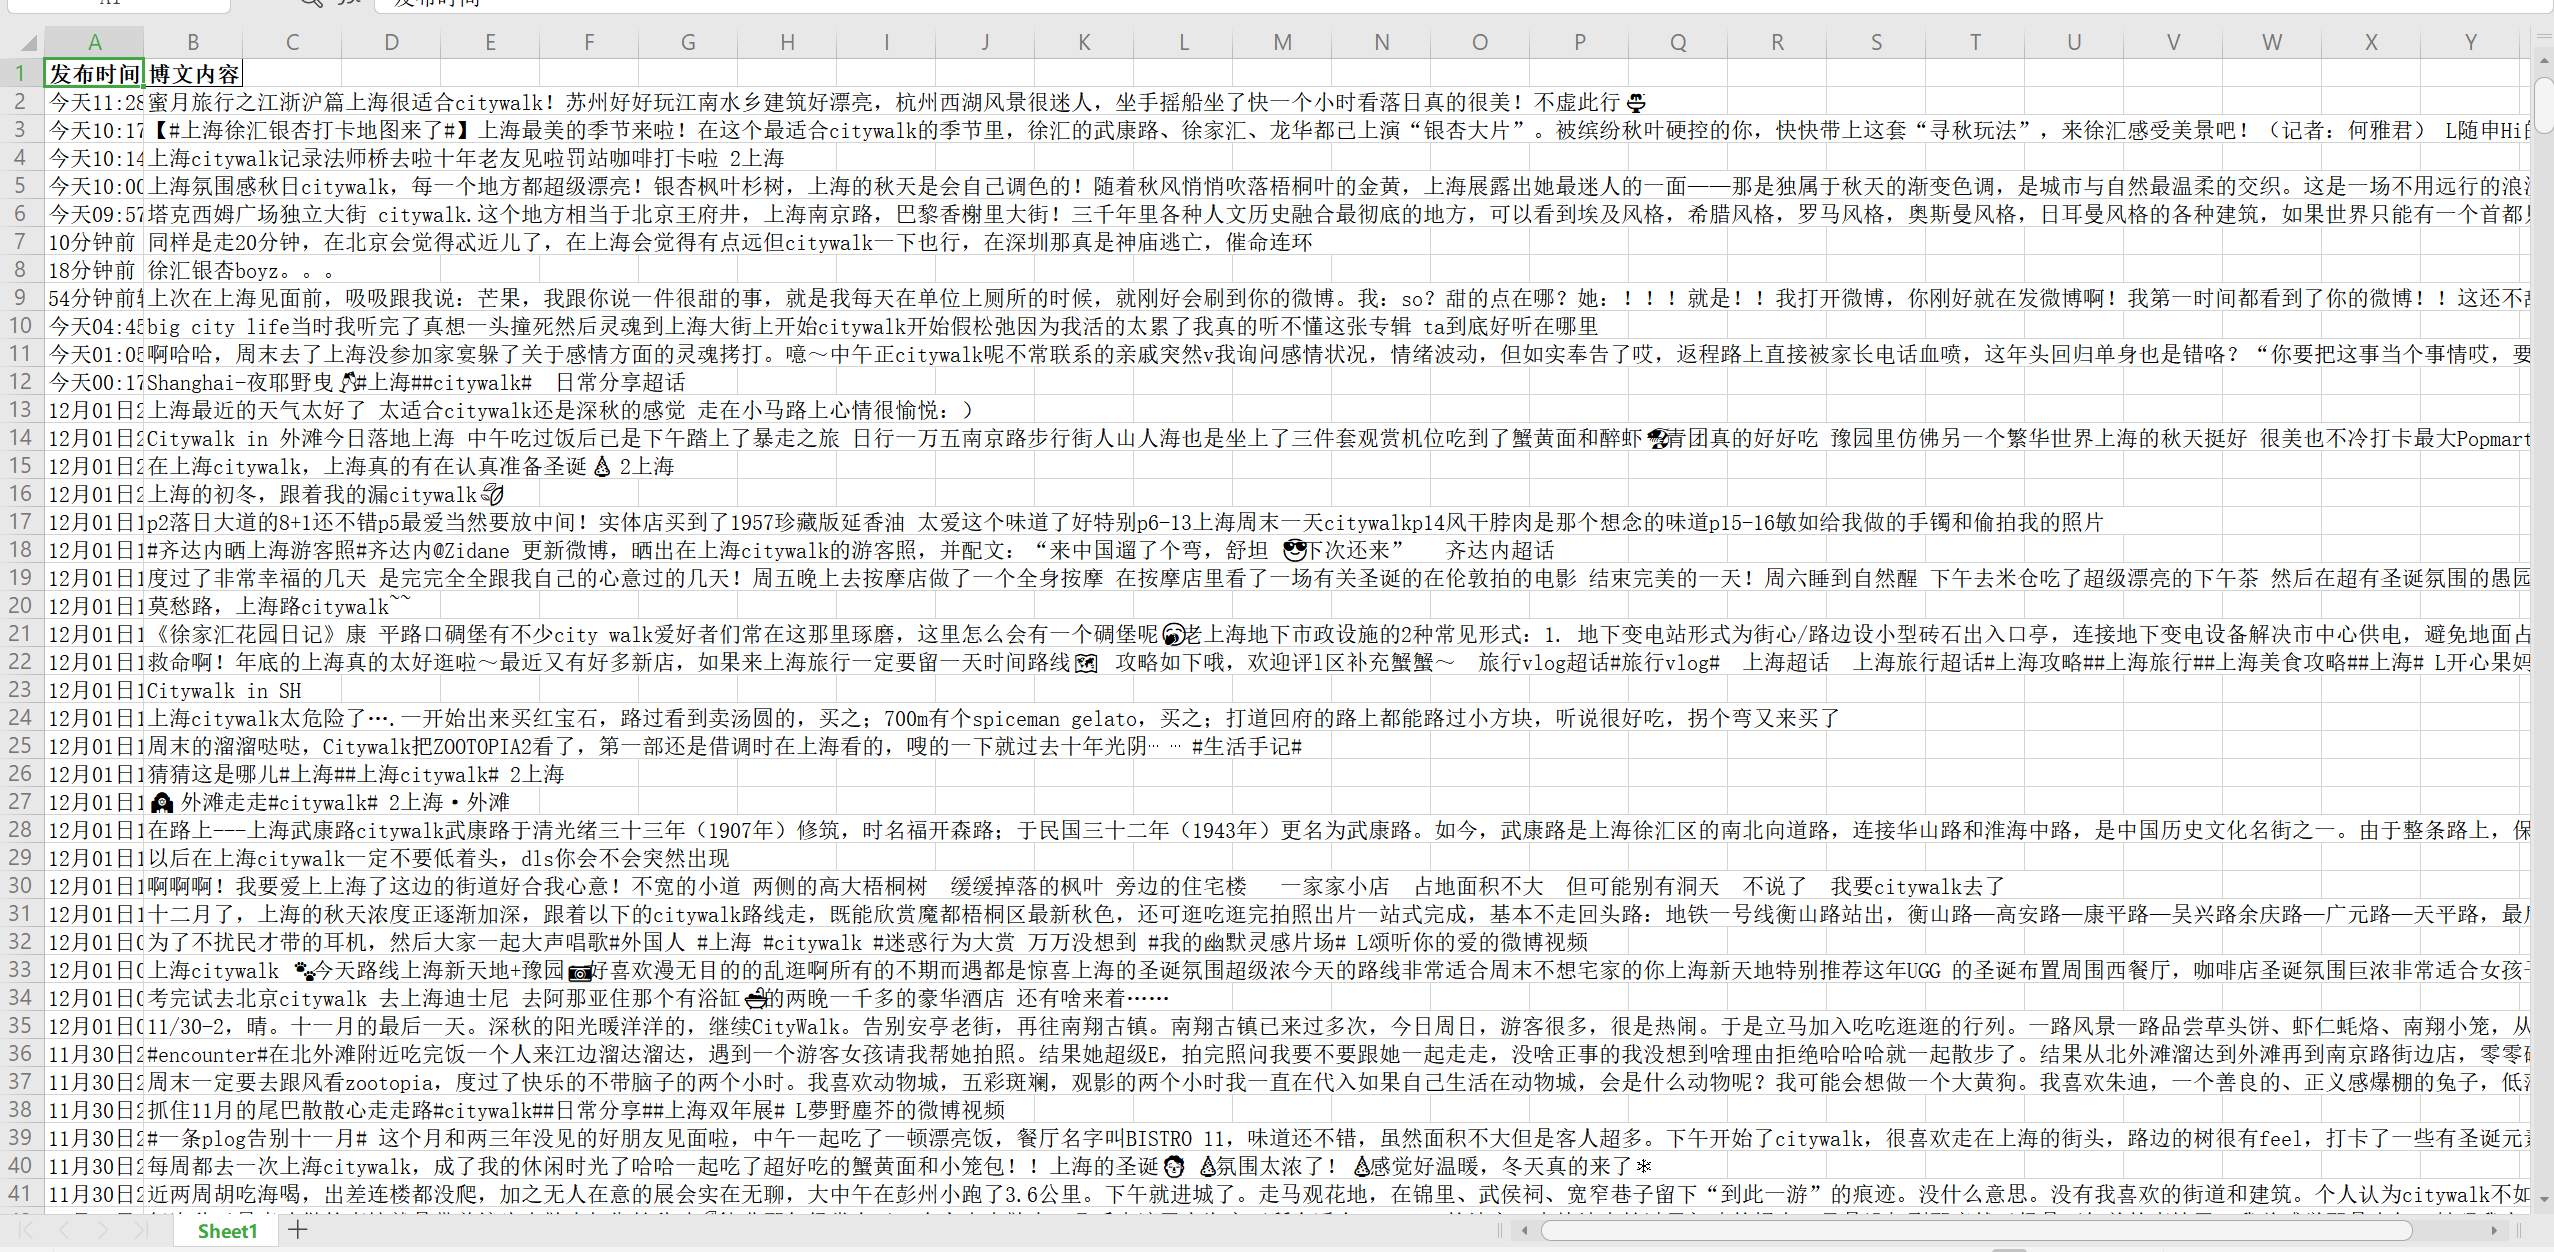 A B C D E F G H I J K L M N O P Q R S T U V W X Y
1 发布时间 博文内容
2 今天11:28 蜜月旅行之江浙沪篇上海很适合citywalk！苏州好好玩江南水乡建筑好漂亮，杭州西湖风景很迷人，坐手摇船坐了快一个小时看落日真的很美！不虚此行
3 今天10:17 【#上海徐汇银杏打卡地图来了#】上海最美的季节来啦！在这个最适合citywalk的季节里，徐汇的武康路、徐家汇、龙华都已上演“银杏大片”。被缤纷秋叶硬控的你，快快带上这套“寻秋玩法”，来徐汇感受美景吧！（记者：何雅君） L随申Hi的
4 今天10:14 上海citywalk记录法师桥去啦十年老友见啦罚站咖啡打卡啦 2上海
5 今天10:00 上海氛围感秋日citywalk，每一个地方都超级漂亮！银杏枫叶杉树，上海的秋天是会自己调色的！随着秋风悄悄吹落梧桐叶的金黄，上海展露出她最迷人的一面——那是独属于秋天的渐变色调，是城市与自然最温柔的交织。这是一场不用远行的浪漫
6 今天09:57 塔克西姆广场独立大街 citywalk.这个地方相当于北京王府井，上海南京路，巴黎香榭里大街！三千年里各种人文历史融合最彻底的地方，可以看到埃及风格，希腊风格，罗马风格，奥斯曼风格，日耳曼风格的各种建筑，如果世界只能有一个首都
7 10分钟前 同样是走20分钟，在北京会觉得忒近儿了，在上海会觉得有点远但citywalk一下也行，在深圳那真是神庙逃亡，催命连环
8 18分钟前 徐汇银杏boyz。。。
9 54分钟前 上次在上海见面前，吸吸跟我说：芒果，我跟你说一件很甜的事，就是我每天在单位上厕所的时候，就刚好会刷到你的微博。我：so？甜的点在哪？她：！！！就是！！我打开微博，你刚好就在发微博啊！我第一时间都看到了你的微博！！这还不甜
10 今天04:45 big city life当时我听完了真想一头撞死然后灵魂到上海大街上开始citywalk开始假松弛因为我活的太累了我真的听不懂这张专辑 ta到底好听在哪里
11 今天01:05 啊哈哈，周末去了上海没参加家宴躲了关于感情方面的灵魂拷打。噫～中午正citywalk呢不常联系的亲戚突然v我询问感情状况，情绪波动，但如实奉告了哎，返程路上直接被家长电话血喷，这年头回归单身也是错咯？“你要把这事当个事情哎，要
12 今天00:17 Shanghai-夜耶野曳 #上海##citywalk# 日常分享超话
13 12月01日2 上海最近的天气太好了 太适合citywalk还是深秋的感觉 走在小马路上心情很愉悦：）
14 12月01日2 Citywalk in 外滩今日落地上海 中午吃过饭后已是下午踏上了暴走之旅 日行一万五南京路步行街人山人海也是坐上了三件套观赏机位吃到了蟹黄面和醉虾 青团真的好好吃 豫园里仿佛另一个繁华世界上海的秋天挺好 很美也不冷打卡最大Popmart
15 12月01日2 在上海citywalk，上海真的有在认真准备圣诞 2上海
16 12月01日2 上海的初冬，跟着我的漏citywalk
17 12月01日1 p2落日大道的8+1还不错p5最爱当然要放中间！实体店买到了1957珍藏版延香油 太爱这个味道了好特别p6-13上海周末一天citywalkp14风干脖肉是那个想念的味道p15-16敏如给我做的手镯和偷拍我的照片
18 12月01日1 #齐达内晒上海游客照#齐达内@Zidane 更新微博，晒出在上海citywalk的游客照，并配文：“来中国遛了个弯，舒坦 下次还来” 齐达内超话
19 12月01日1 度过了非常幸福的几天 是完完全全跟我自己的心意过的几天！周五晚上去按摩店做了一个全身按摩 在按摩店里看了一场有关圣诞的在伦敦拍的电影 结束完美的一天！周六睡到自然醒 下午去米仓吃了超级漂亮的下午茶 然后在超有圣诞氛围的愚园
20 12月01日1 莫愁路，上海路citywalk~~
21 12月01日1 《徐家汇花园日记》康 平路口碉堡有不少city walk爱好者们常在这那里琢磨，这里怎么会有一个碉堡呢 老上海地下市政设施的2种常见形式：1. 地下变电站形式为街心/路边设小型砖石出入口亭，连接地下变电设备解决市中心供电，避免地面占
22 12月01日1 救命啊！年底的上海真的太好逛啦～最近又有好多新店，如果来上海旅行一定要留一天时间路线 攻略如下哦，欢迎评l区补充蟹蟹～ 旅行vlog超话#旅行vlog# 上海超话 上海旅行超话#上海攻略##上海旅行##上海美食攻略##上海# L开心果妈
23 12月01日1 Citywalk in SH
24 12月01日1 上海citywalk太危险了….一开始出来买红宝石，路过看到卖汤圆的，买之；700m有个spiceman gelato，买之；打道回府的路上都能路过小方块，听说很好吃，拐个弯又来买了
25 12月01日1 周末的溜溜哒哒，Citywalk把ZOOTOPIA2看了，第一部还是借调时在上海看的，嗖的一下就过去十年光阴… … #生活手记#
26 12月01日1 猜猜这是哪儿#上海##上海citywalk# 2上海
27 12月01日1 外滩走走#citywalk# 2上海·外滩
28 12月01日1 在路上---上海武康路citywalk武康路于清光绪三十三年（1907年）修筑，时名福开森路；于民国三十二年（1943年）更名为武康路。如今，武康路是上海徐汇区的南北向道路，连接华山路和淮海中路，是中国历史文化名街之一。由于整条路上，保
29 12月01日1 以后在上海citywalk一定不要低着头，dls你会不会突然出现
30 12月01日1 啊啊啊！我要爱上上海了这边的街道好合我心意！不宽的小道 两侧的高大梧桐树 缓缓掉落的枫叶 旁边的住宅楼 一家家小店 占地面积不大 但可能别有洞天 不说了 我要citywalk去了
31 12月01日1 十二月了，上海的秋天浓度正逐渐加深，跟着以下的citywalk路线走，既能欣赏魔都梧桐区最新秋色，还可逛吃逛完拍照出片一站式完成，基本不走回头路：地铁一号线衡山路站出，衡山路—高安路—康平路—吴兴路余庆路—广元路—天平路，最后
32 12月01日0 为了不扰民才带的耳机，然后大家一起大声唱歌#外国人 #上海 #citywalk #迷惑行为大赏 万万没想到 #我的幽默灵感片场# L颂听你的爱的微博视频
33 12月01日0 上海citywalk 今天路线上海新天地+豫园 好喜欢漫无目的的乱逛啊所有的不期而遇都是惊喜上海的圣诞氛围超级浓今天的路线非常适合周末不想宅家的你上海新天地特别推荐这年UGG 的圣诞布置周围西餐厅，咖啡店圣诞氛围巨浓非常适合女孩子
34 12月01日0 考完试去北京citywalk 去上海迪士尼 去阿那亚住那个有浴缸 的两晚一千多的豪华酒店 还有啥来着……
35 12月01日0 11/30-2，晴。十一月的最后一天。深秋的阳光暖洋洋的，继续CityWalk。告别安亭老街，再往南翔古镇。南翔古镇已来过多次，今日周日，游客很多，很是热闹。于是立马加入吃吃逛逛的行列。一路风景一路品尝草头饼、虾仁蚝烙、南翔小笼，从
36 11月30日2 #encounter#在北外滩附近吃完饭一个人来江边溜达溜达，遇到一个游客女孩请我帮她拍照。结果她超级E，拍完照问我要不要跟她一起走走，没啥正事的我没想到啥理由拒绝哈哈哈就一起散步了。结果从北外滩溜达到外滩再到南京路街边店，零零碎
37 11月30日2 周末一定要去跟风看zootopia，度过了快乐的不带脑子的两个小时。我喜欢动物城，五彩斑斓，观影的两个小时我一直在代入如果自己生活在动物城，会是什么动物呢？我可能会想做一个大黄狗。我喜欢朱迪，一个善良的、正义感爆棚的兔子，低落
38 11月30日2 抓住11月的尾巴散散心走走路#citywalk##日常分享##上海双年展# L夢野塵芥的微博视频
39 11月30日2 #一条plog告别十一月# 这个月和两三年没见的好朋友见面啦，中午一起吃了一顿漂亮饭，餐厅名字叫BISTRO 11，味道还不错，虽然面积不大但是客人超多。下午开始了citywalk，很喜欢走在上海的街头，路边的树很有feel，打卡了一些有圣诞元素
40 11月30日2 每周都去一次上海citywalk，成了我的休闲时光了哈哈一起吃了超好吃的蟹黄面和小笼包！！上海的圣诞 氛围太浓了！ 感觉好温暖，冬天真的来了
41 11月30日2 近两周胡吃海喝，出差连楼都没爬，加之无人在意的展会实在无聊，大中午在彭州小跑了3.6公里。下午就进城了。走马观花地，在锦里、武侯祠、宽窄巷子留下“到此一游”的痕迹。没什么意思。没有我喜欢的街道和建筑。个人认为citywalk不如
Sheet1